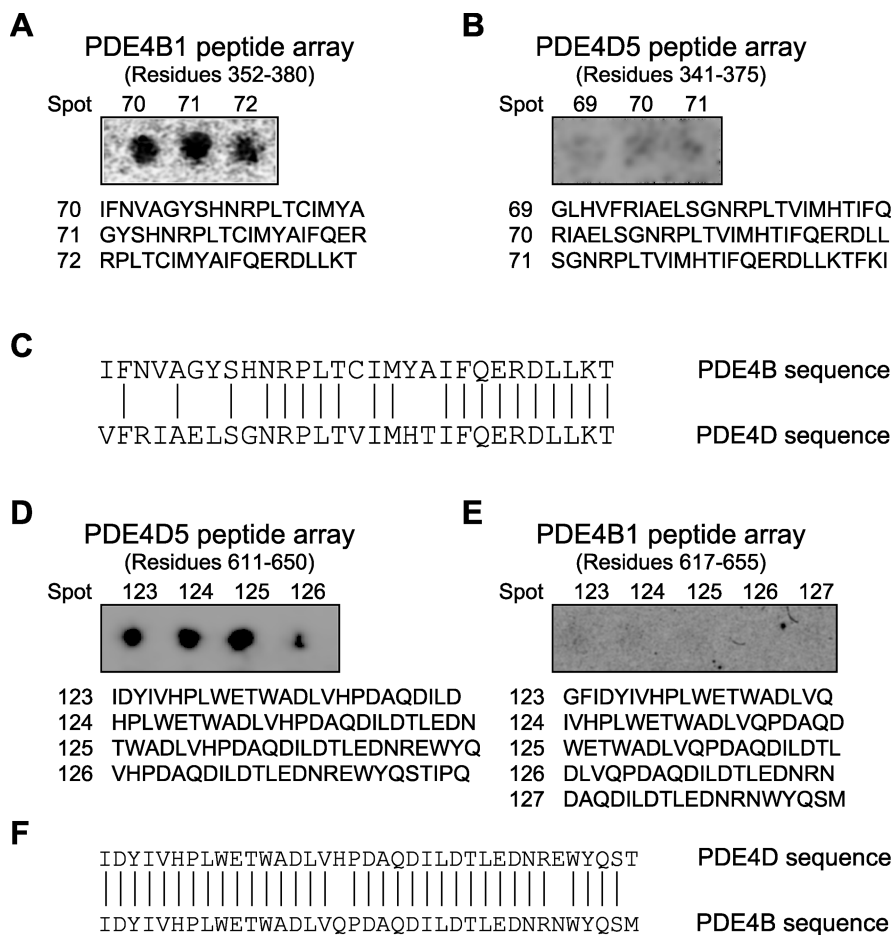 A
PDE4B1 peptide array
(Residues 352-380)
Spot 70 71 72
70 IFNVAGYSHNRPLTCIMYA
71 GYSHNRPLTCIMYAIFQER
72 RPLTCIMYAIFQERDLLKT
B
PDE4D5 peptide array
(Residues 341-375)
Spot 69 70 71
69 GLHVFRIAELSGNRPLTVIMHTIFQ
70 RIAELSGNRPLTVIMHTIFQERDLL
71 SGNRPLTVIMHTIFQERDLLKTFKI
C
IFNVAGYSHNRPLTCIMYAIFQERDLLKT PDE4B sequence
VFRIAELSGNRPLTVIMHTIFQERDLLKT PDE4D sequence
D
PDE4D5 peptide array
(Residues 611-650)
Spot 123 124 125 126
123 IDYIVHPLWETWADLVHPDAQDILD
124 HPLWETWADLVHPDAQDILDTLEDN
125 TWADLVHPDAQDILDTLEDNREWYQ
126 VHPDAQDILDTLEDNREWYQSTIPQ
E
PDE4B1 peptide array
(Residues 617-655)
Spot 123 124 125 126 127
123 GFIDYIVHPLWETWADLVQ
124 IVHPLWETWADLVQPDAQD
125 WETWADLVQPDAQDILDTL
126 DLVQPDAQDILDTLEDNRN
127 DAQDILDTLEDNRNWYQSM
F
IDYIVHPLWETWADLVHPDAQDILDTLEDNREWYQST PDE4D sequence
IDYIVHPLWETWADLVQPDAQDILDTLEDNRNWYQSM PDE4B sequence